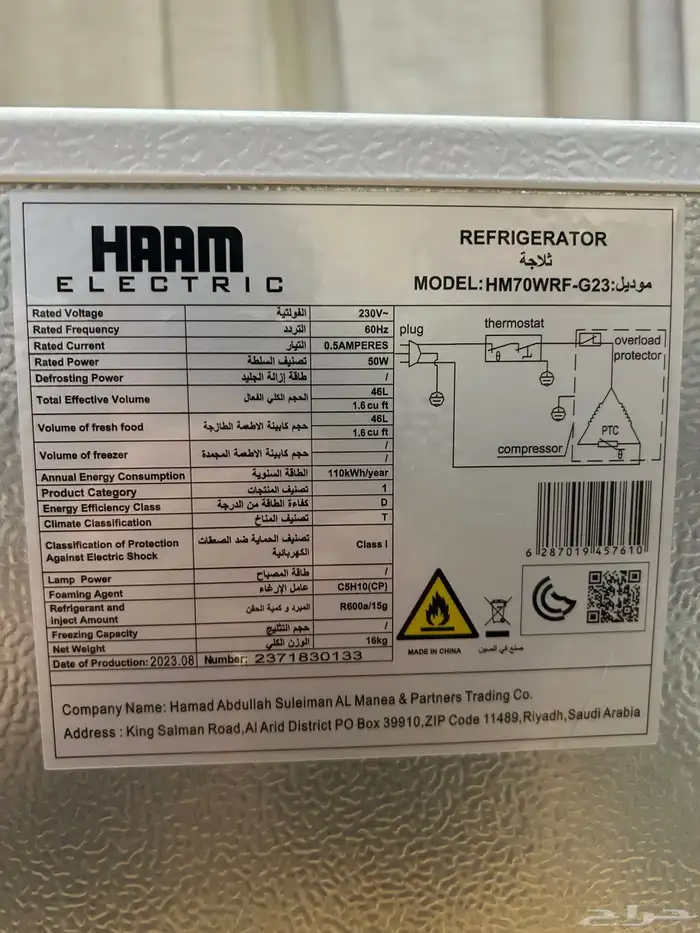 HAAM
ELECTRIC
REFRIGERATOR
ثلاجة
MODEL:HM70WRF-G23:موديل
Rated Voltage الفولتية 230V~
Rated Frequency التردد 60Hz
Rated Current التيار 0.5AMPERES
Rated Power تصنيف السلطة 50W
Defrosting Power طاقة إزالة الجليد /
Total Effective Volume الحجم الكلي الفعال 46L
1.6 cu ft
Volume of fresh food حجم كابينة الاطعمة الطازجة 46L
1.6 cu ft
Volume of freezer حجم كابينة الاطعمة المجمدة /
/
Annual Energy Consumption الطاقة السنوية 110kWh/year
Product Category تصنيف المنتجات 1
Energy Efficiency Class كفاءة الطاقة من الدرجة D
Climate Classification تصنيف المناخ T
Classification of Protection
Against Electric Shock تصنيف الحماية ضد الصعقات
الكهربائية Class I
Lamp Power طاقة المصباح /
Foaming Agent عامل الإرغاء C5H10(CP)
Refrigerant and
Inject Amount المبرد و كمية الحقن R600a/15g
Freezing Capacity حجم التثليج /
Net Weight الوزن الكلي 16kg
Date of Production: 2023.08 Number: 2371830133
plug
thermostat
θ
overload
protector
PTC
θ
compressor
6 287019 457610
MADE IN CHINA
صنع في الصين
Company Name: Hamad Abdullah Suleiman AL Manea & Partners Trading Co.
Address : King Salman Road,Al Arid District PO Box 39910,ZIP Code 11489,Riyadh,Saudi Arabia
حراج